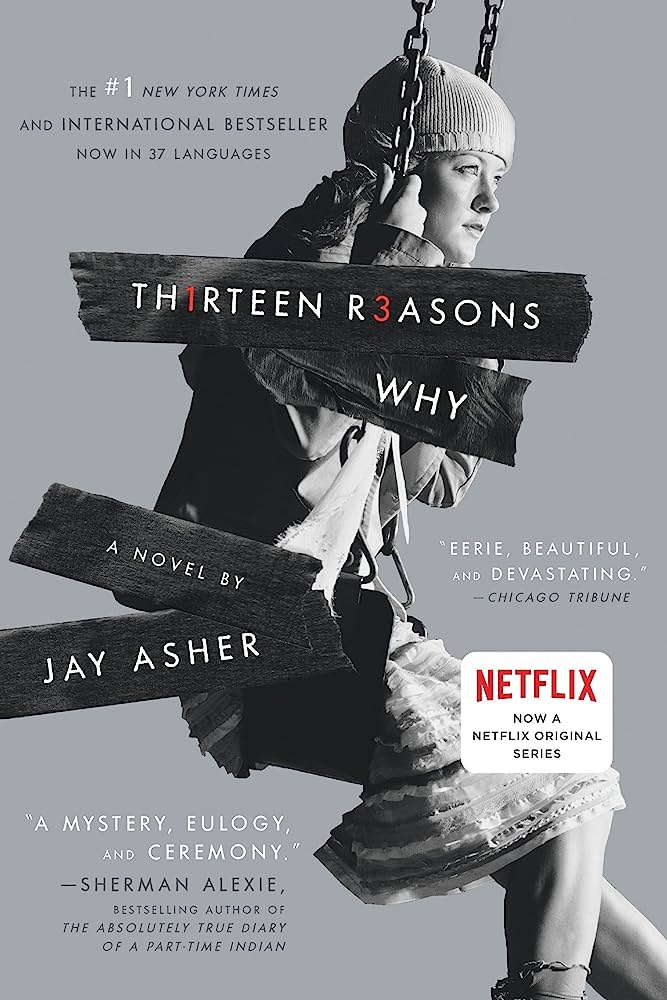 THE #1 NEW YORK TIMES
AND INTERNATIONAL BESTSELLER
NOW IN 37 LANGUAGES
TH1RTEEN R3ASONS
WHY
A NOVEL BY
JAY ASHER
"EERIE, BEAUTIFUL,
AND DEVASTATING."
—CHICAGO TRIBUNE
NETFLIX
NOW A
NETFLIX ORIGINAL
SERIES
"A MYSTERY, EULOGY,
AND CEREMONY."
—SHERMAN ALEXIE,
BESTSELLING AUTHOR OF
THE ABSOLUTELY TRUE DIARY
OF A PART-TIME INDIAN